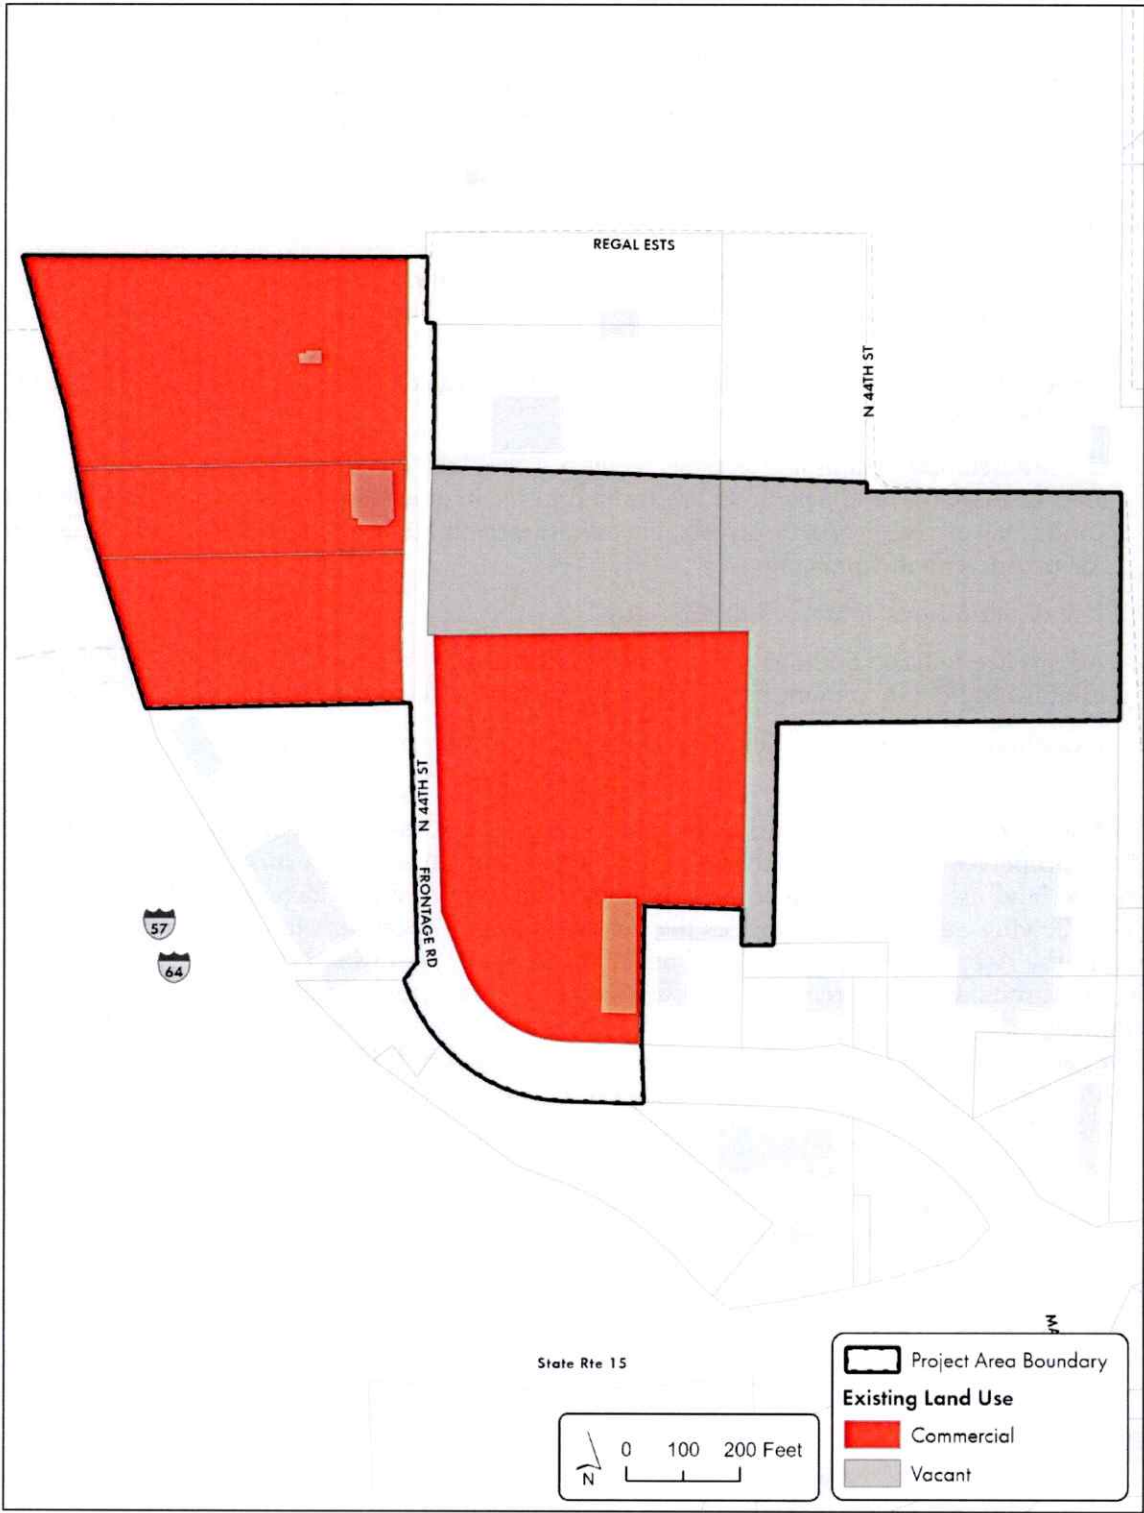 REGAL ESTS
N 44TH ST
N 44TH ST
FRONTAGE RD
57
64
MA
State Rte 15
Project Area Boundary
Existing Land Use
Commercial
Vacant
0 100 200 Feet
N